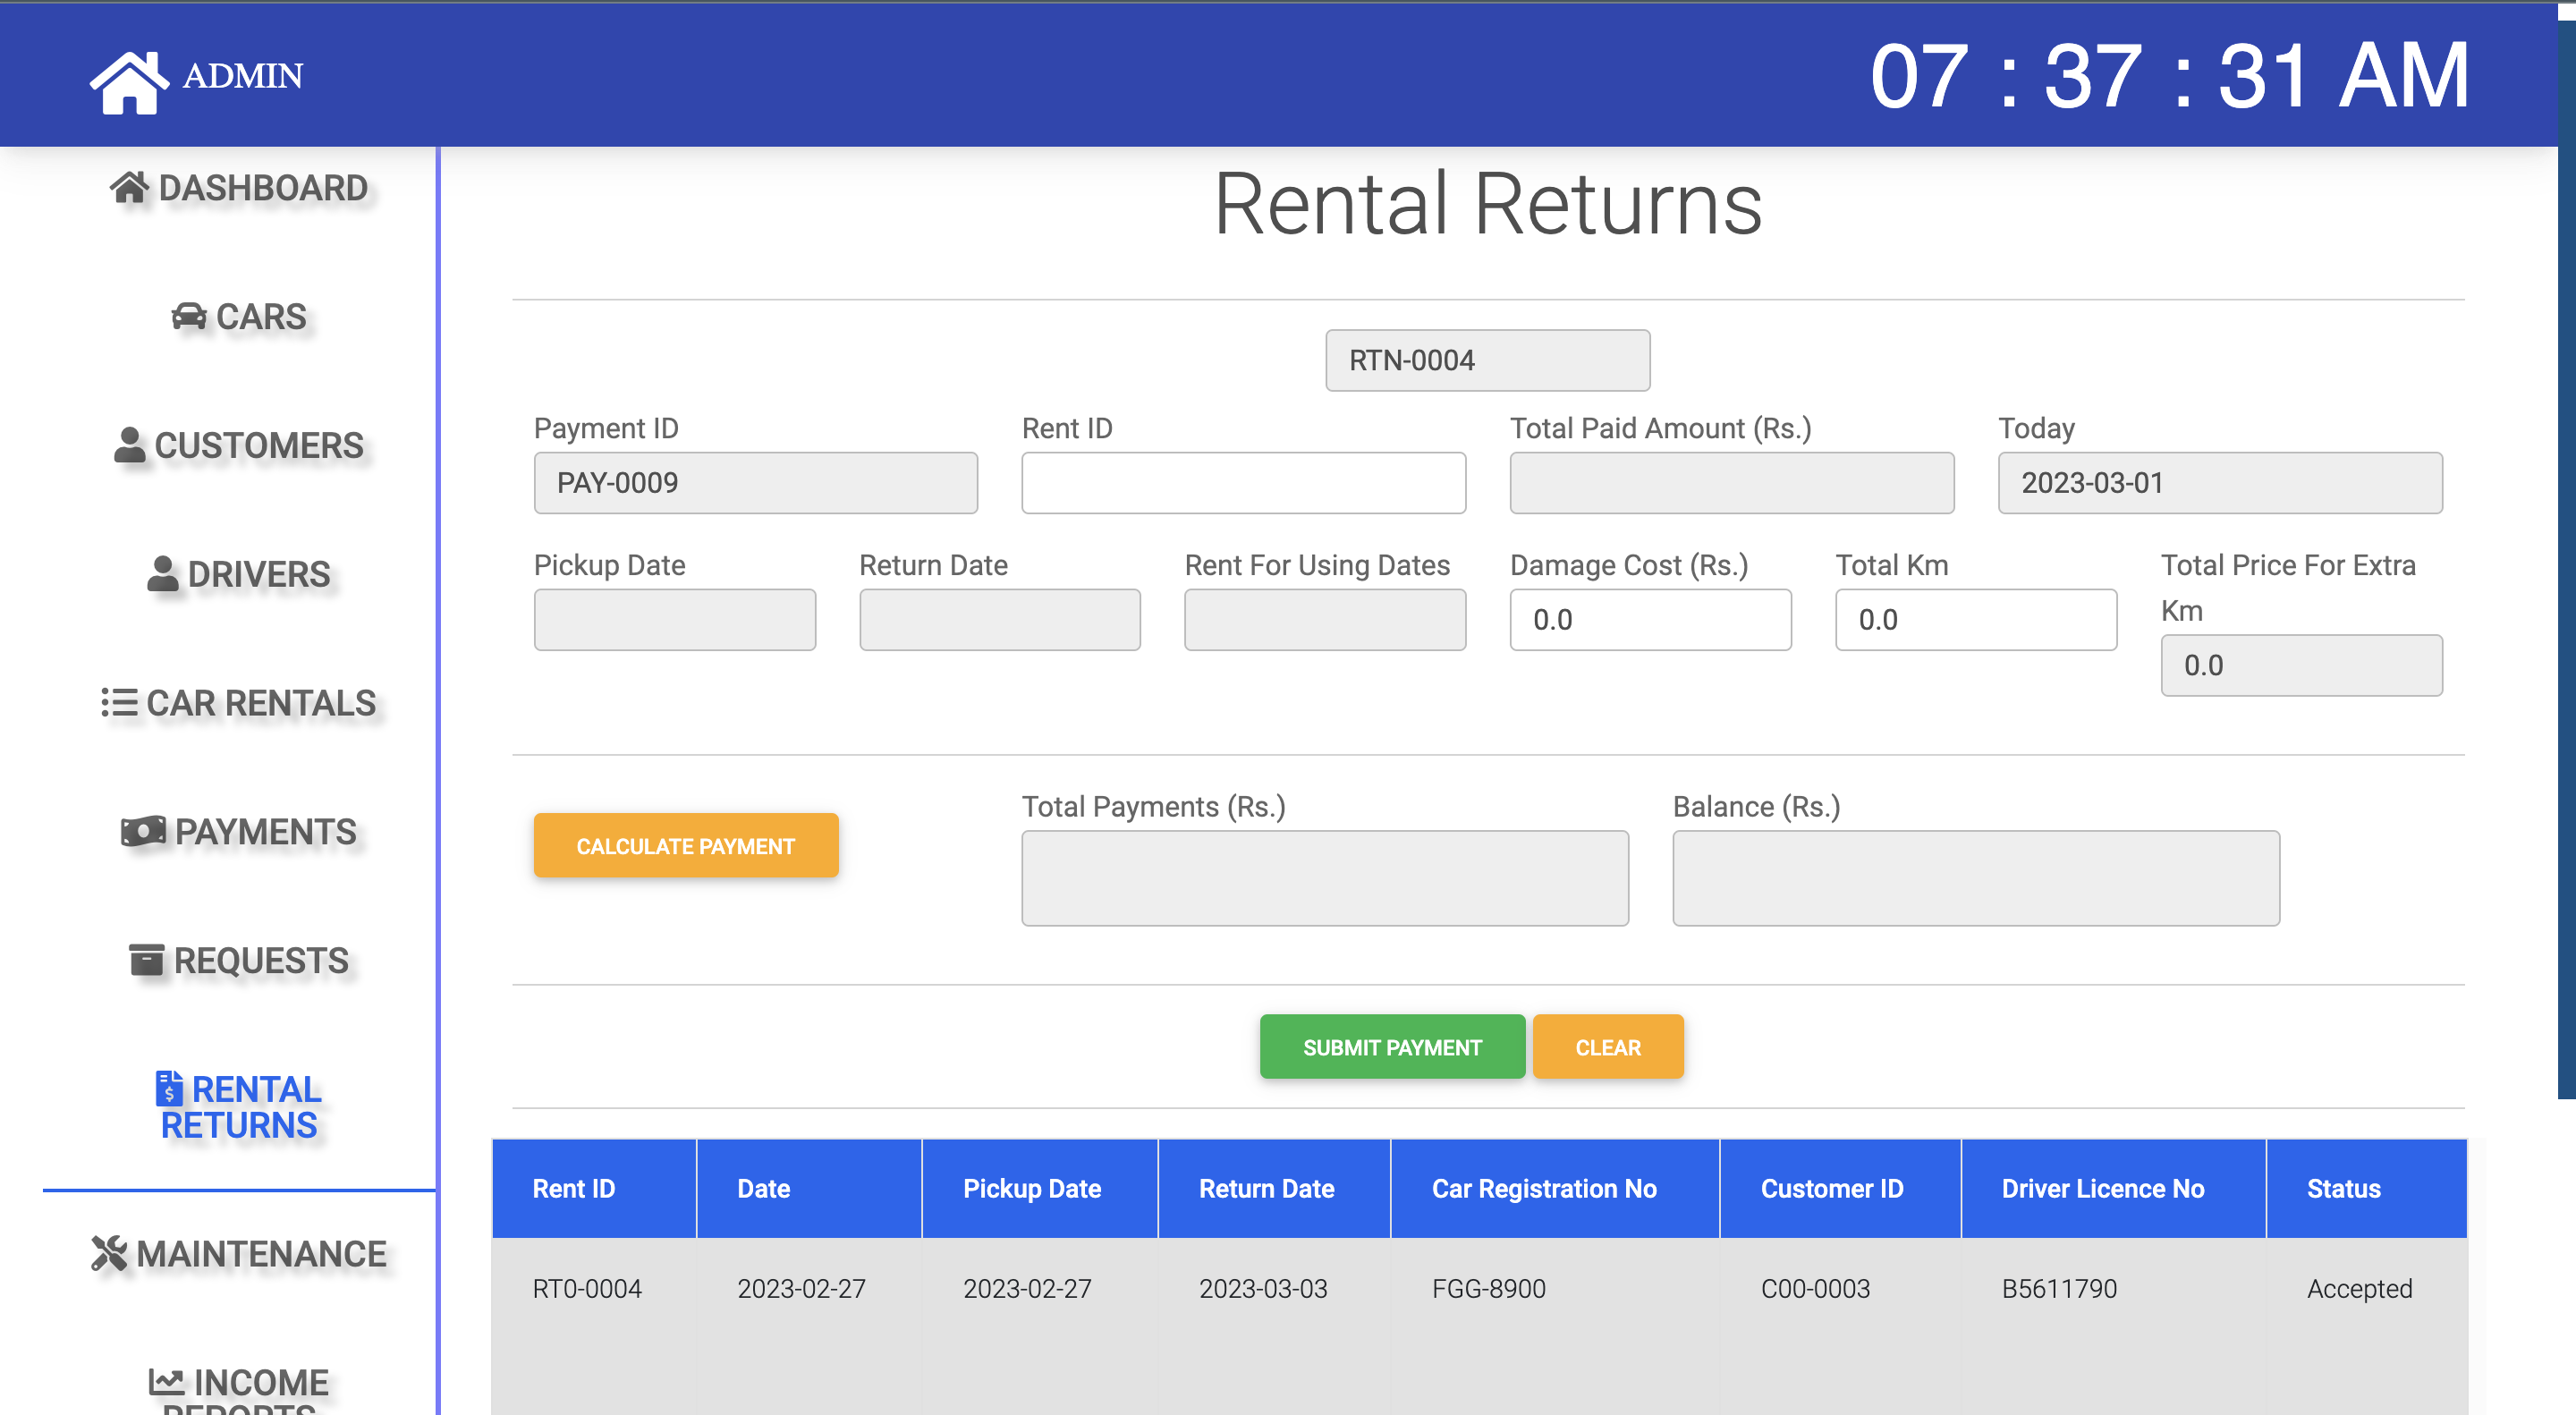 ADMIN
07 : 37 : 31 AM
DASHBOARD
CARS
CUSTOMERS
DRIVERS
CAR RENTALS
PAYMENTS
REQUESTS
RENTAL
RETURNS
MAINTENANCE
INCOME
REPORTS
Rental Returns
RTN-0004
Payment ID
Rent ID
Total Paid Amount (Rs.)
Today
PAY-0009
2023-03-01
Pickup Date
Return Date
Rent For Using Dates
Damage Cost (Rs.)
Total Km
Total Price For Extra
Km
0.0
0.0
0.0
CALCULATE PAYMENT
Total Payments (Rs.)
Balance (Rs.)
SUBMIT PAYMENT
CLEAR
Rent ID Date Pickup Date Return Date Car Registration No Customer ID Driver Licence No Status
RT0-0004 2023-02-27 2023-02-27 2023-03-03 FGG-8900 C00-0003 B5611790 Accepted